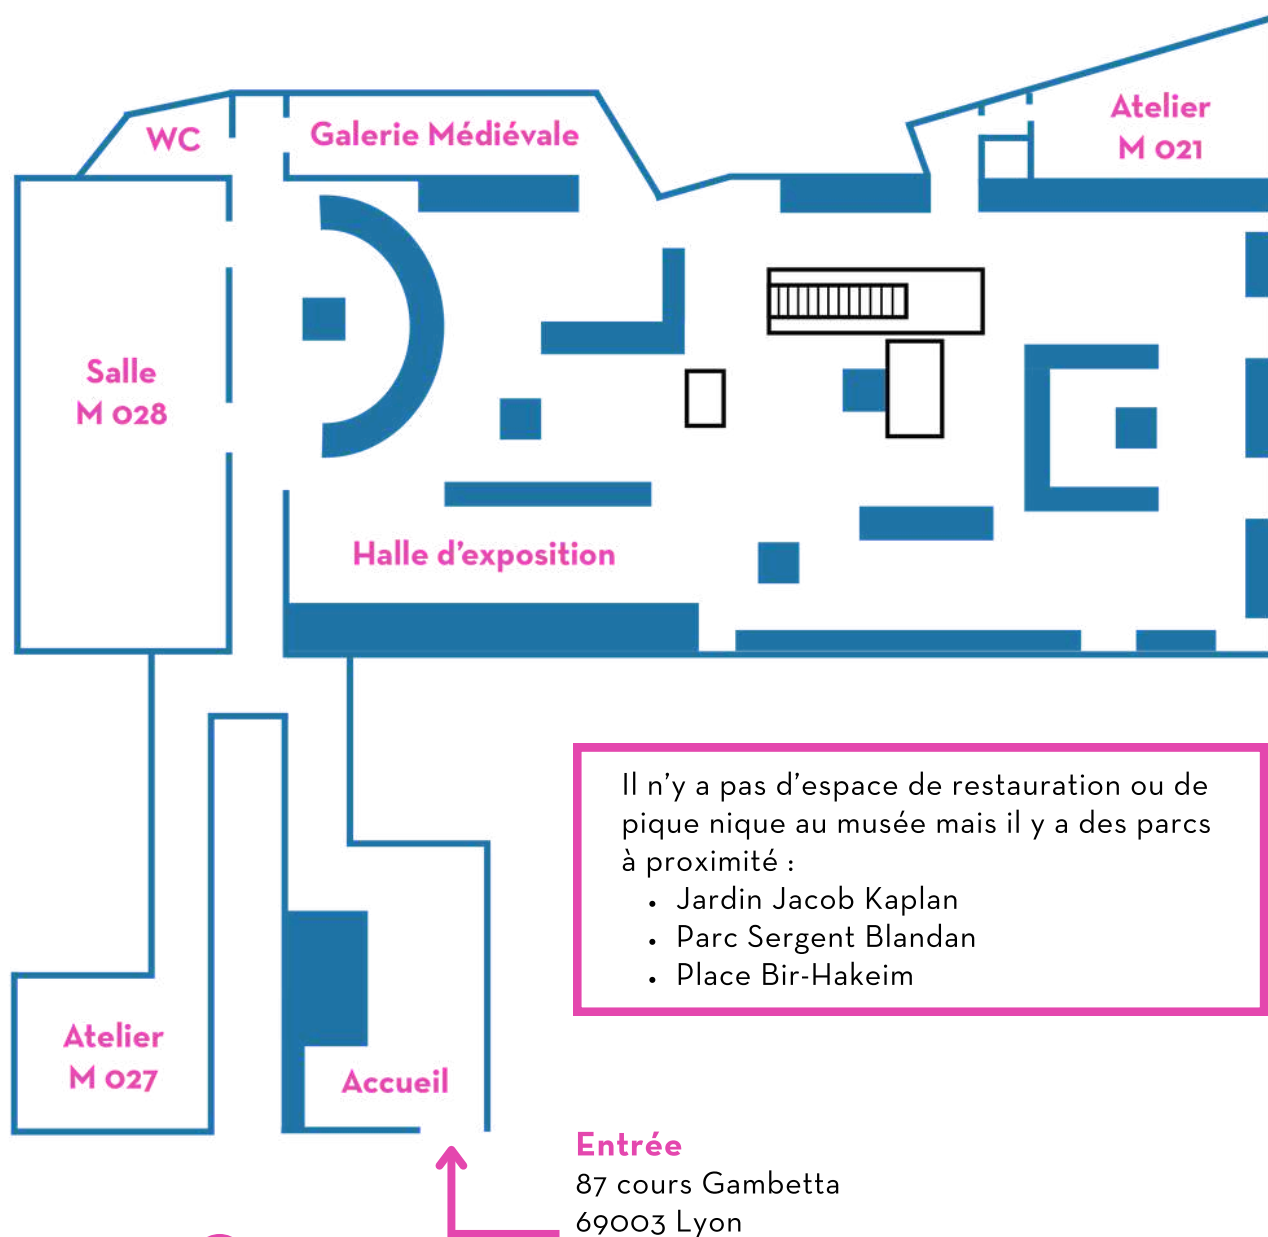 Atelier
M 021
WC
Galerie Médiévale
Salle
M 028
Halle d’exposition
Il n’y a pas d’espace de restauration ou de
pique nique au musée mais il y a des parcs
à proximité :
• Jardin Jacob Kaplan
• Parc Sergent Blandan
• Place Bir-Hakeim
Atelier
M 027
Accueil
Entrée
87 cours Gambetta
69003 Lyon